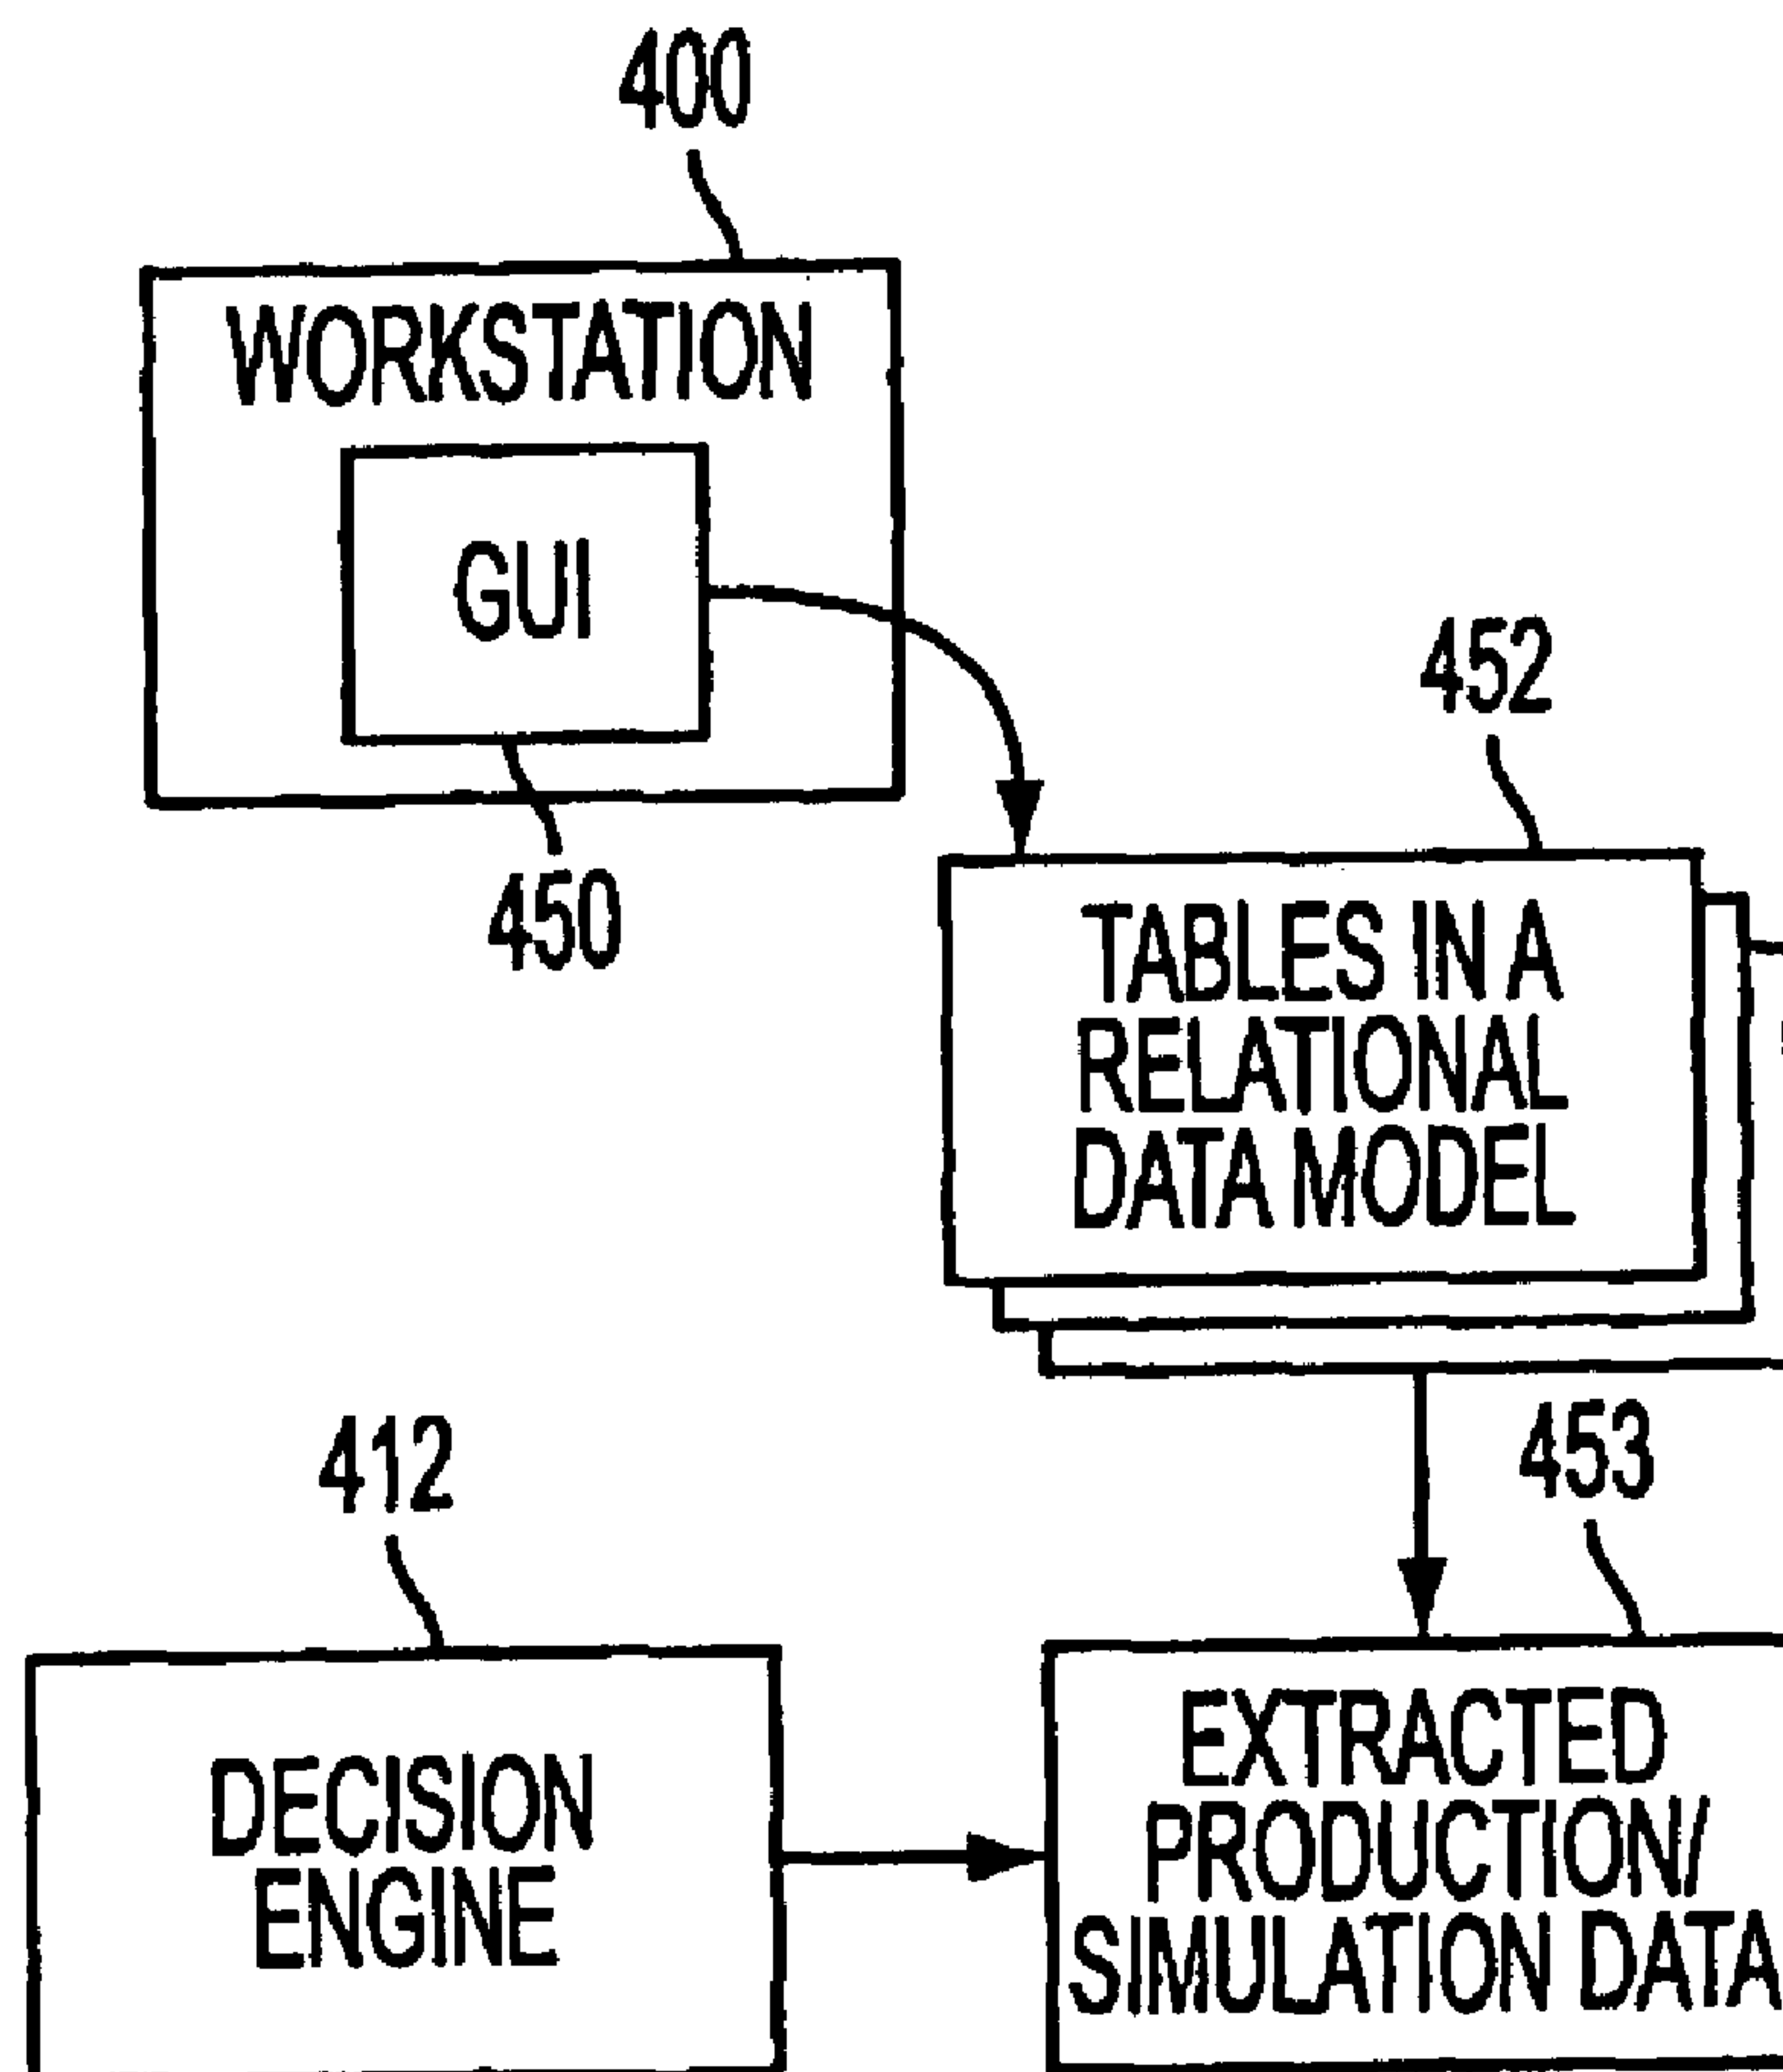 400
WORKSTATION
GUI
450
452
TABLES IN A
RELATIONAL
DATA MODEL
412
453
DECISION
ENGINE
EXTRACTED
PRODUCTION/
SIMULATION DATA